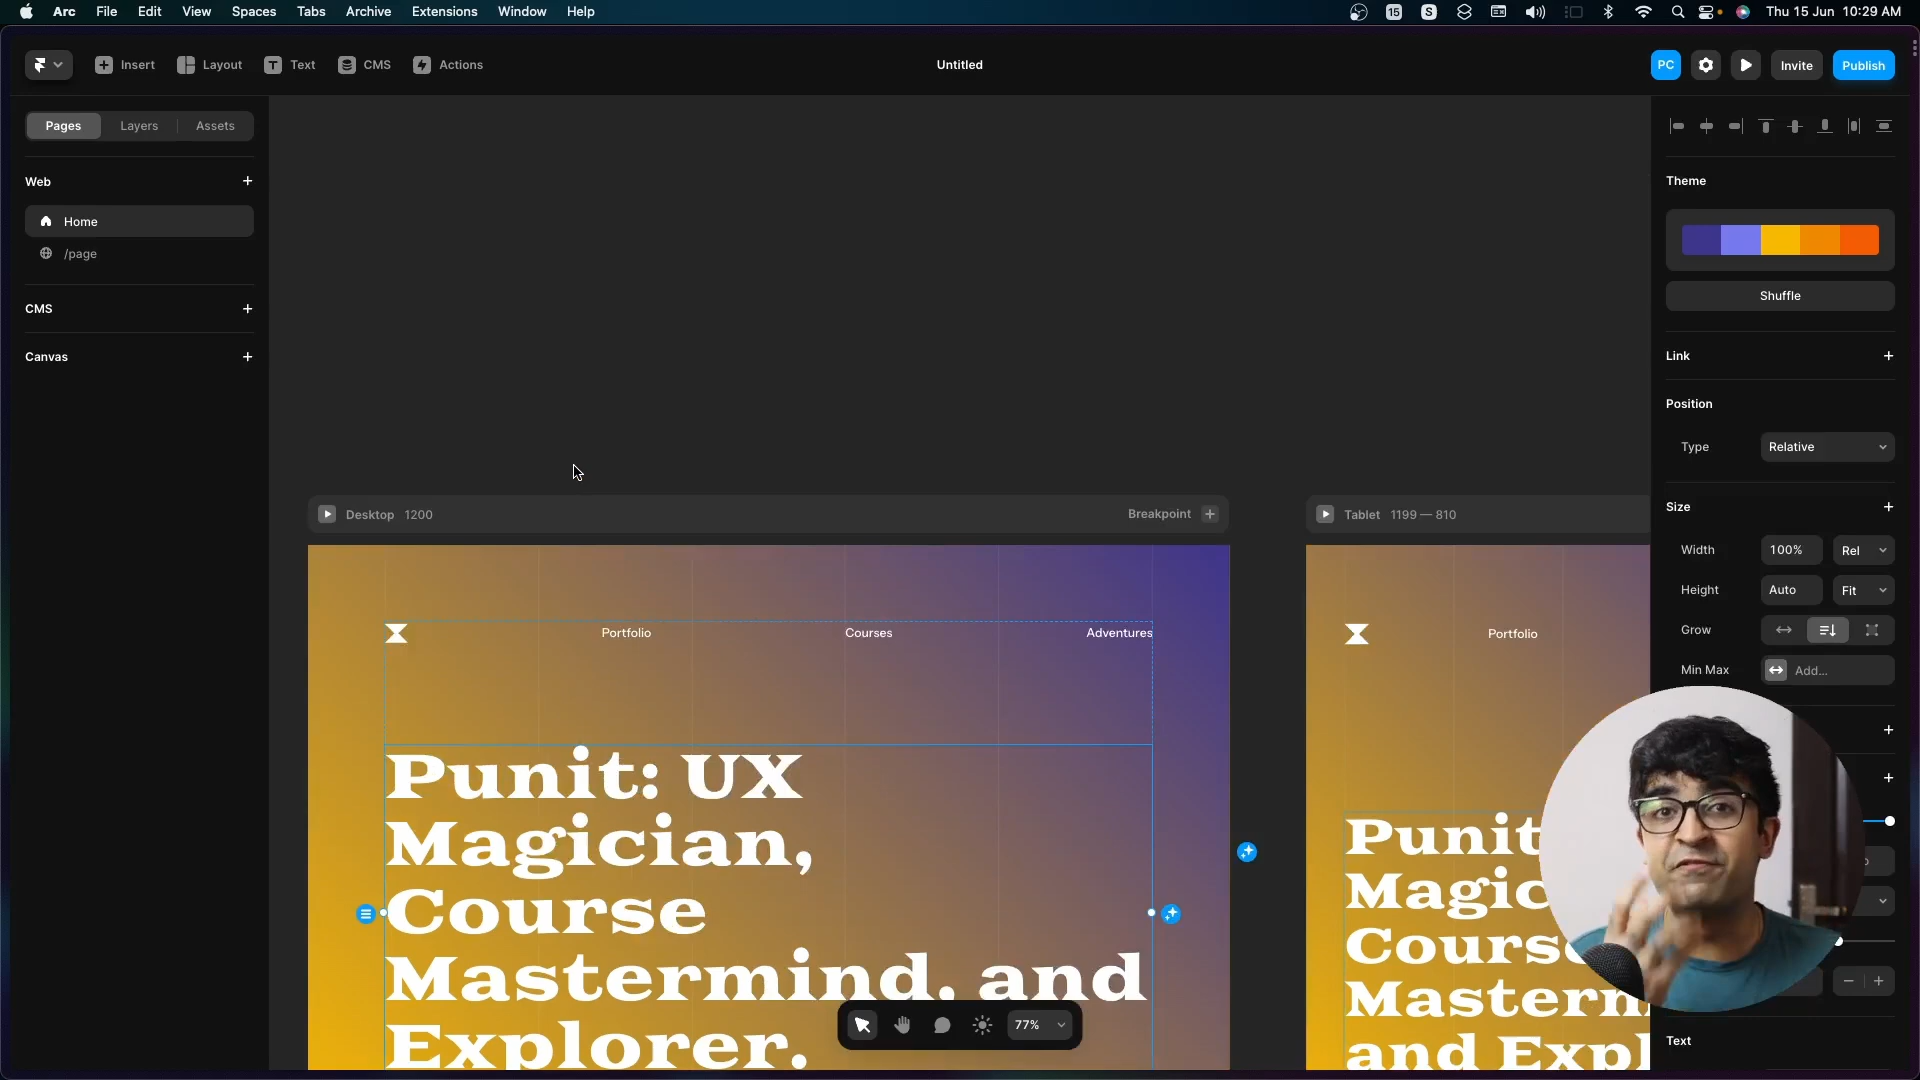 Arc File Edit View Spaces Tabs Archive Extensions Window Help 15 S Thu 15 Jun 10:29 AM
Insert Layout Text CMS Actions Untitled PC Invite Publish
Pages Layers Assets
Web
Home
/page
CMS
Canvas
Desktop 1200 Breakpoint
Portfolio Courses Adventures
Punit: UX
Magician,
Course
Mastermind, and
Explorer.
77%
Tablet 1199 — 810
Portfolio
Punit
Magic
Course
Masterm
and Expl
Theme
Shuffle
Link
Position
Type Relative
Size
Width 100% Rel
Height Auto Fit
Grow
Min Max Add...
Text